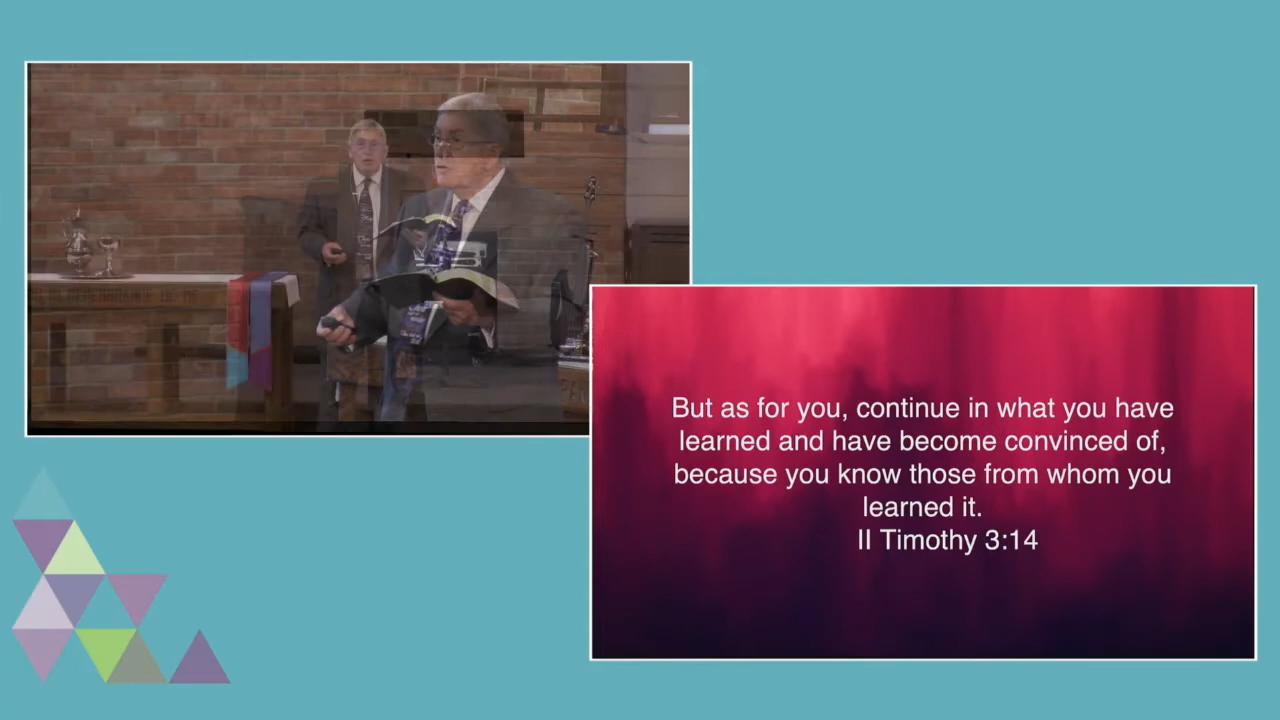 But as for you, continue in what you have
learned and have become convinced of,
because you know those from whom you
learned it.
II Timothy 3:14